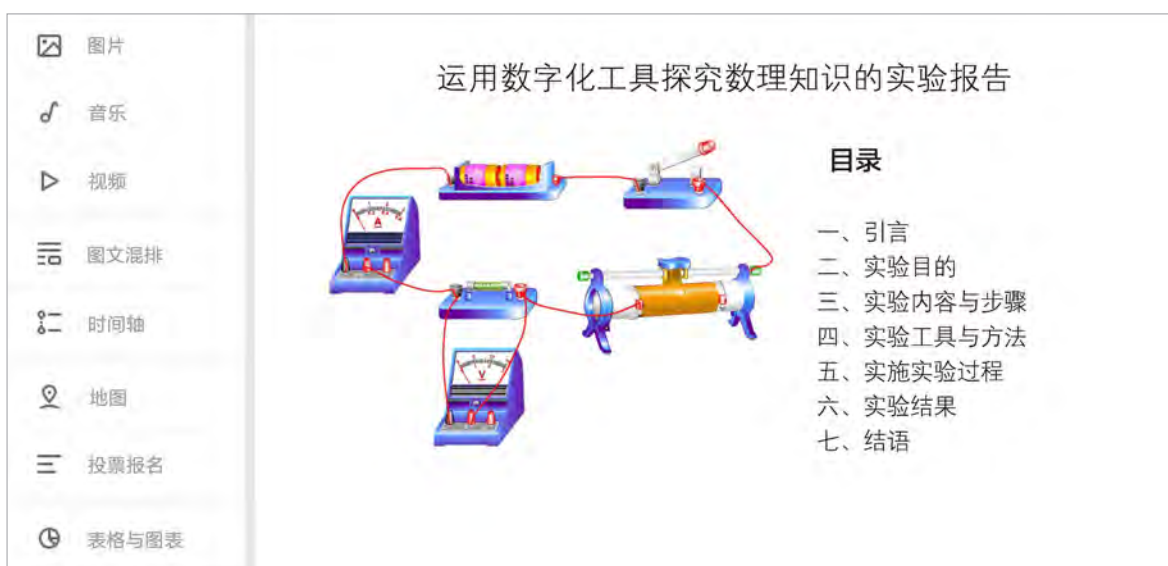 图片
音乐
视频
图文混排
时间轴
地图
投票报名
表格与图表
运用数字化工具探究数理知识的实验报告
A
V
目录
一、引言
二、实验目的
三、实验内容与步骤
四、实验工具与方法
五、实施实验过程
六、实验结果
七、结语